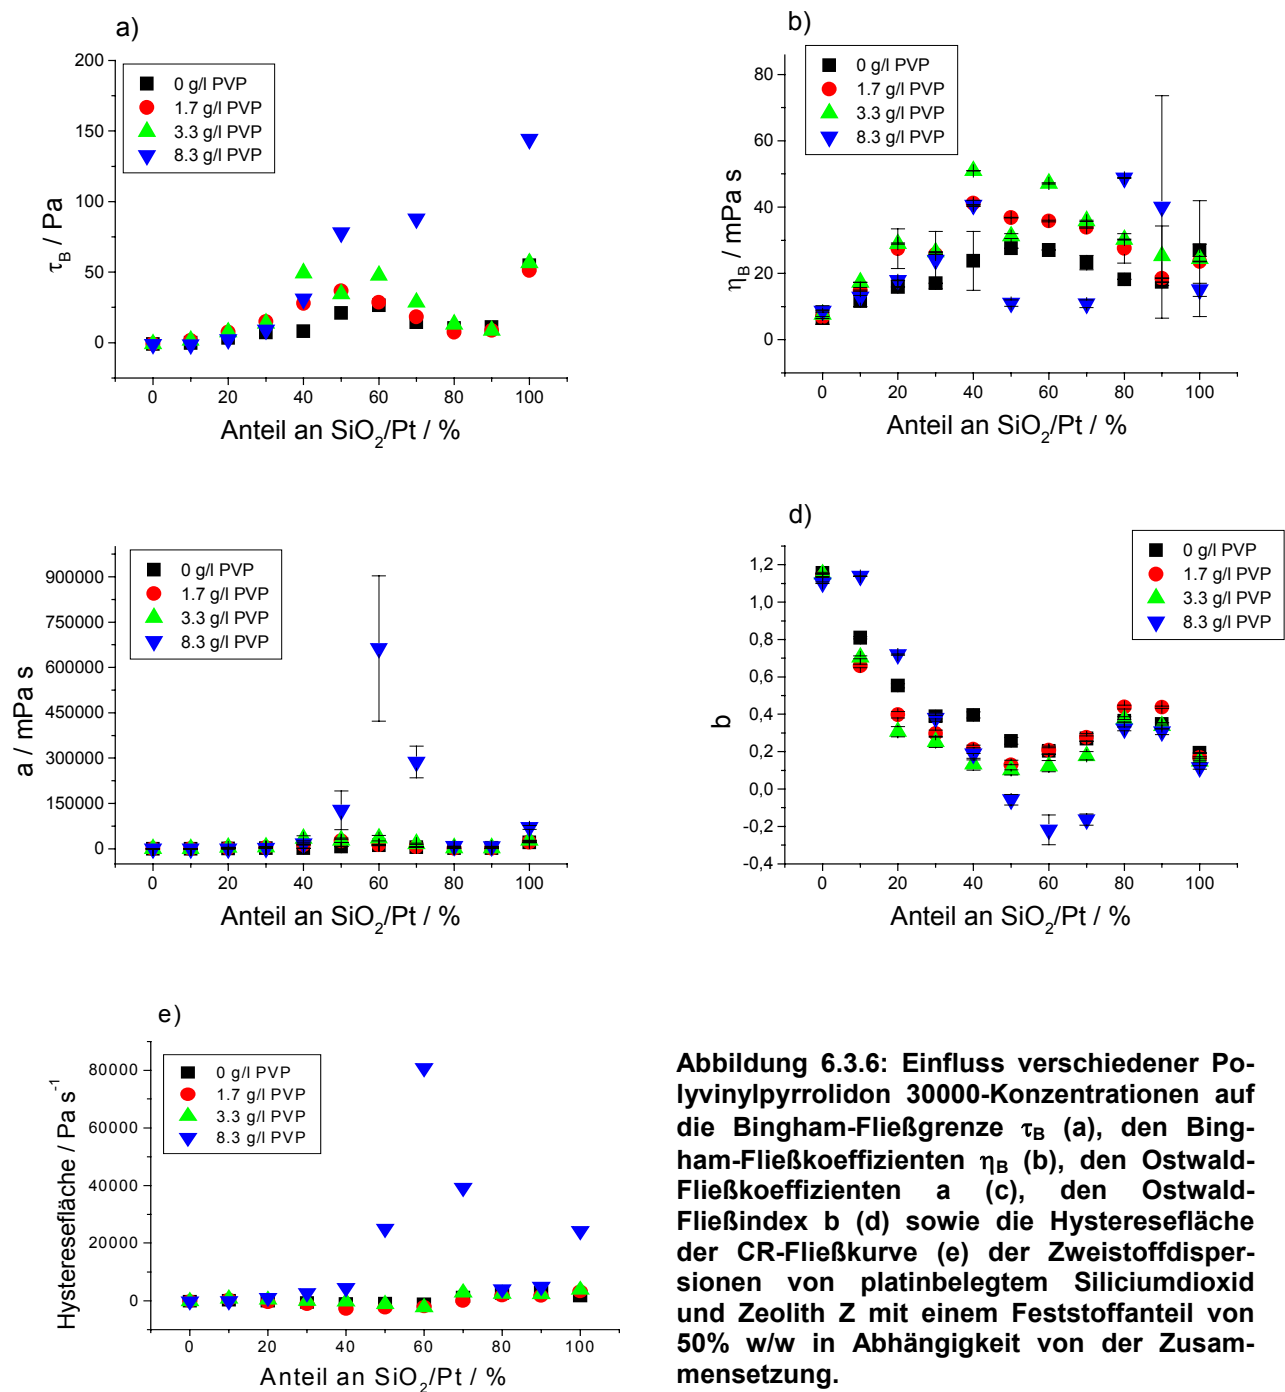 a)
200
150
100
50
0
τB / Pa
0 g/l PVP
1.7 g/l PVP
3.3 g/l PVP
8.3 g/l PVP
0 20 40 60 80 100
Anteil an SiO2/Pt / %
b)
80
60
40
20
0
ηB / mPa s
0 g/l PVP
1.7 g/l PVP
3.3 g/l PVP
8.3 g/l PVP
0 20 40 60 80 100
Anteil an SiO2/Pt / %
900000
750000
600000
450000
300000
150000
0
a / mPa s
0 g/l PVP
1.7 g/l PVP
3.3 g/l PVP
8.3 g/l PVP
0 20 40 60 80 100
Anteil an SiO2/Pt / %
d)
1,2
1,0
0,8
0,6
0,4
0,2
0,0
-0,2
-0,4
b
0 g/l PVP
1.7 g/l PVP
3.3 g/l PVP
8.3 g/l PVP
0 20 40 60 80 100
Anteil an SiO2/Pt / %
e)
80000
60000
40000
20000
0
Hysteresefläche / Pa s-1
0 g/l PVP
1.7 g/l PVP
3.3 g/l PVP
8.3 g/l PVP
0 20 40 60 80 100
Anteil an SiO2/Pt / %
Abbildung 6.3.6: Einfluss verschiedener Po-
lyvinylpyrrolidon 30000-Konzentrationen auf
die Bingham-Fließgrenze τB (a), den Bing-
ham-Fließkoeffizienten ηB (b), den Ostwald-
Fließkoeffizienten a (c), den Ostwald-
Fließindex b (d) sowie die Hysteresefläche
der CR-Fließkurve (e) der Zweistoffdisper-
sionen von platinbelegtem Siliciumdioxid
und Zeolith Z mit einem Feststoffanteil von
50% w/w in Abhängigkeit von der Zusam-
mensetzung.